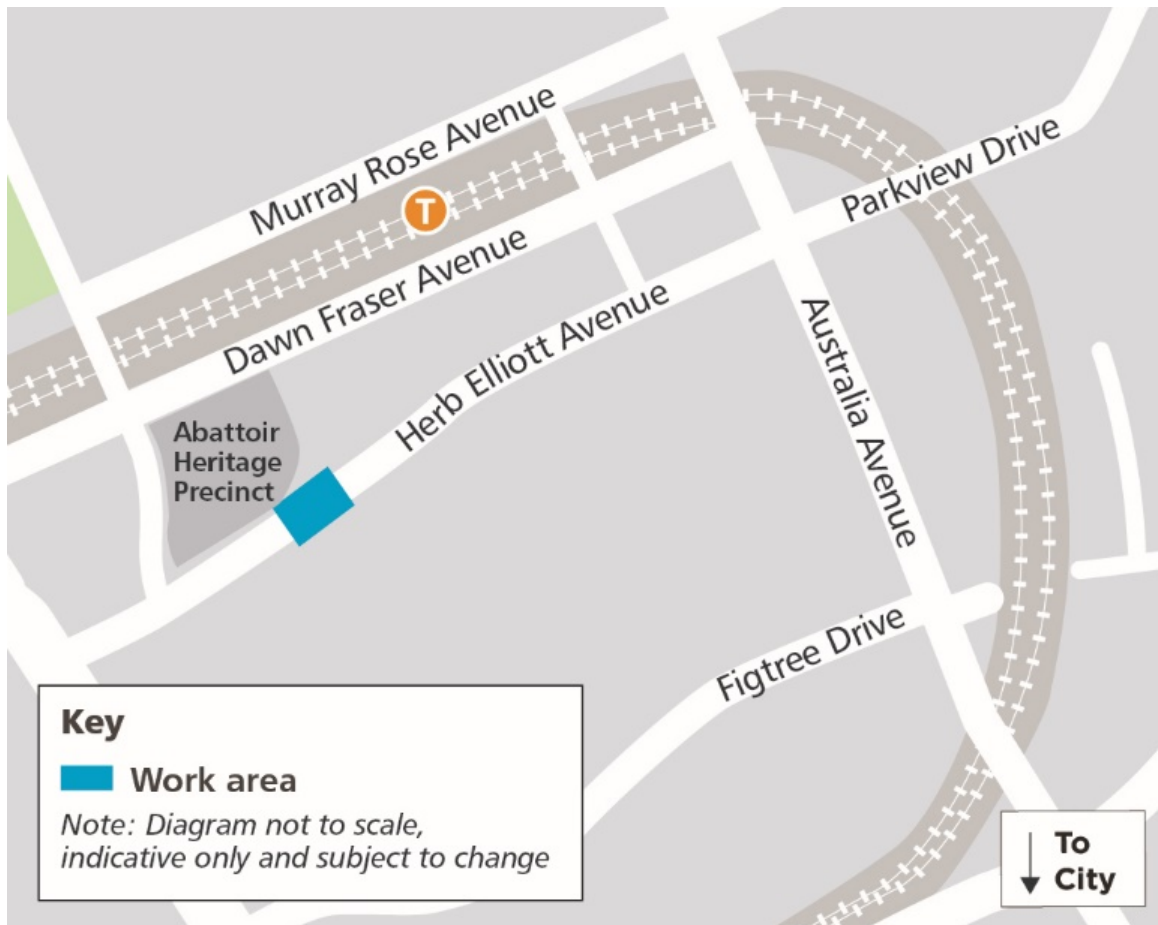 Murray Rose Avenue
T
Parkview Drive
Dawn Fraser Avenue
Herb Elliott Avenue
Australia Avenue
Abattoir
Heritage
Precinct
Figtree Drive
Key
Work area
Note: Diagram not to scale,
indicative only and subject to change
To
City